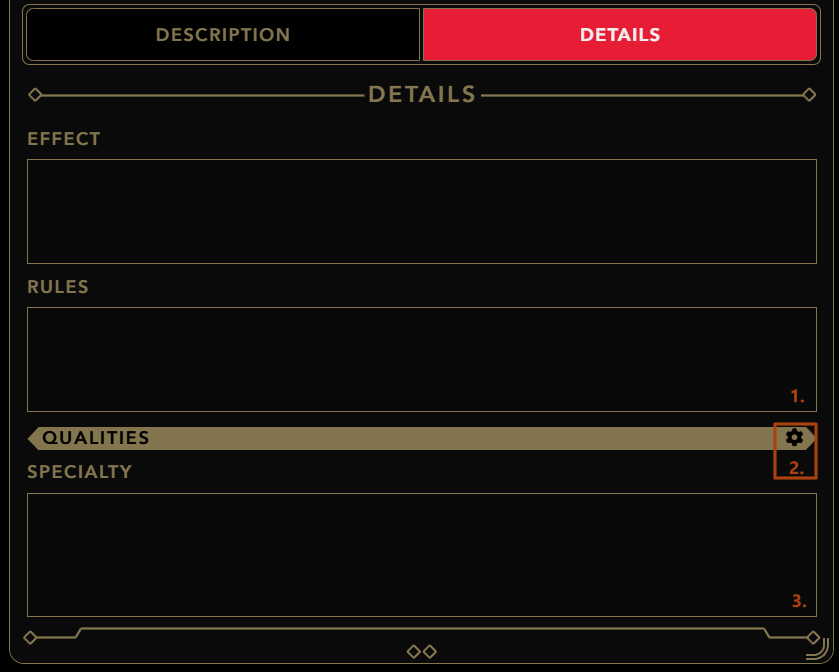 DESCRIPTION
DETAILS
DETAILS
EFFECT
RULES
1.
QUALITIES
2.
SPECIALTY
3.